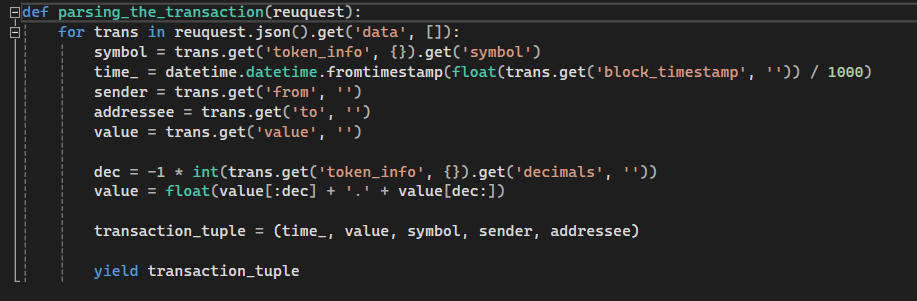 def parsing_the_transaction(reuquest):
    for trans in reuquest.json().get('data', []):
        symbol = trans.get('token_info', {}).get('symbol')
        time_ = datetime.datetime.fromtimestamp(float(trans.get('block_timestamp', '')) / 1000)
        sender = trans.get('from', '')
        addressee = trans.get('to', '')
        value = trans.get('value', '')

        dec = -1 * int(trans.get('token_info', {}).get('decimals', ''))
        value = float(value[:dec] + '.' + value[dec:])

        transaction_tuple = (time_, value, symbol, sender, addressee)

        yield transaction_tuple